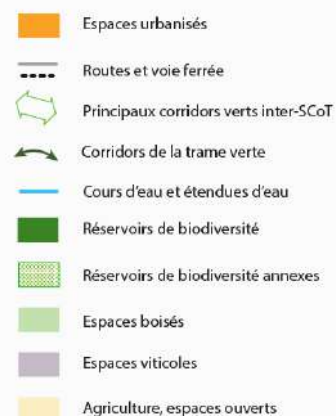 Espaces urbanisés
Routes et voie ferrée
Principaux corridors verts inter-SCoT
Corridors de la trame verte
Cours d'eau et étendues d'eau
Réservoirs de biodiversité
Réservoirs de biodiversité annexes
Espaces boisés
Espaces viticoles
Agriculture, espaces ouverts